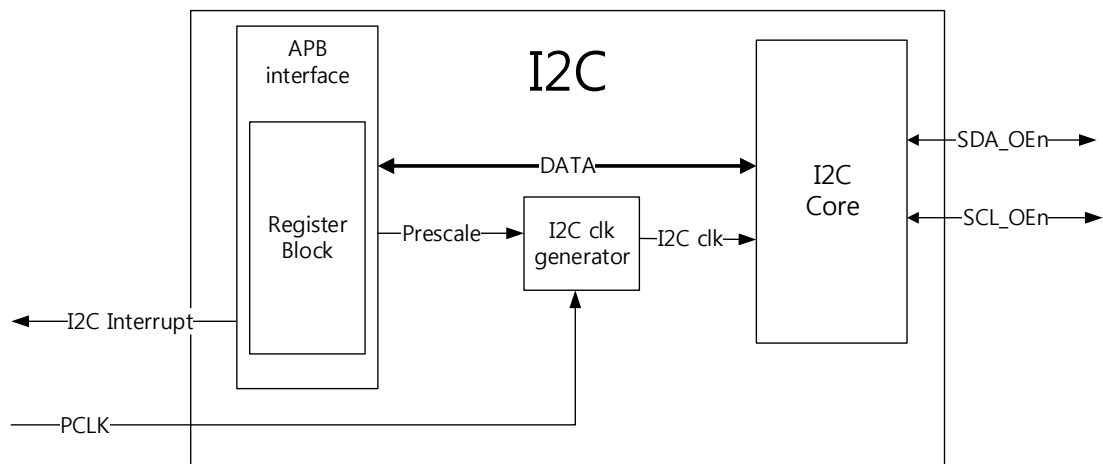 APB
interface
I2C
DATA
Register
Block
Prescale
I2C clk
generator
I2C clk
I2C
Core
SDA_OEn
SCL_OEn
I2C Interrupt
PCLK